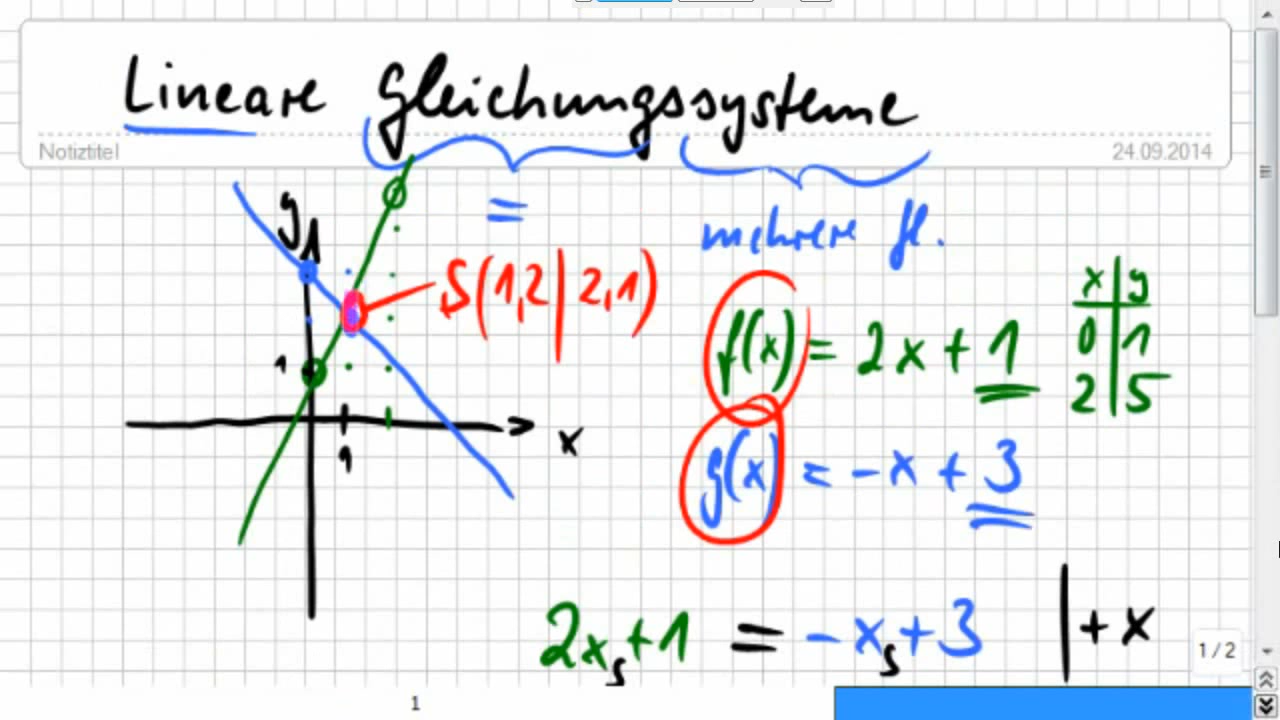 Lineare Gleichungssysteme
Notiztitel
24.09.2014
=
mehrere Gl.
y
1
1
x
S(1,2|2,1)
f(x) = 2x + 1
g(x) = -x + 3
x | y
0 | 1
2 | 5
2xₛ+1 = -xₛ+3 | +x
1 / 2
1